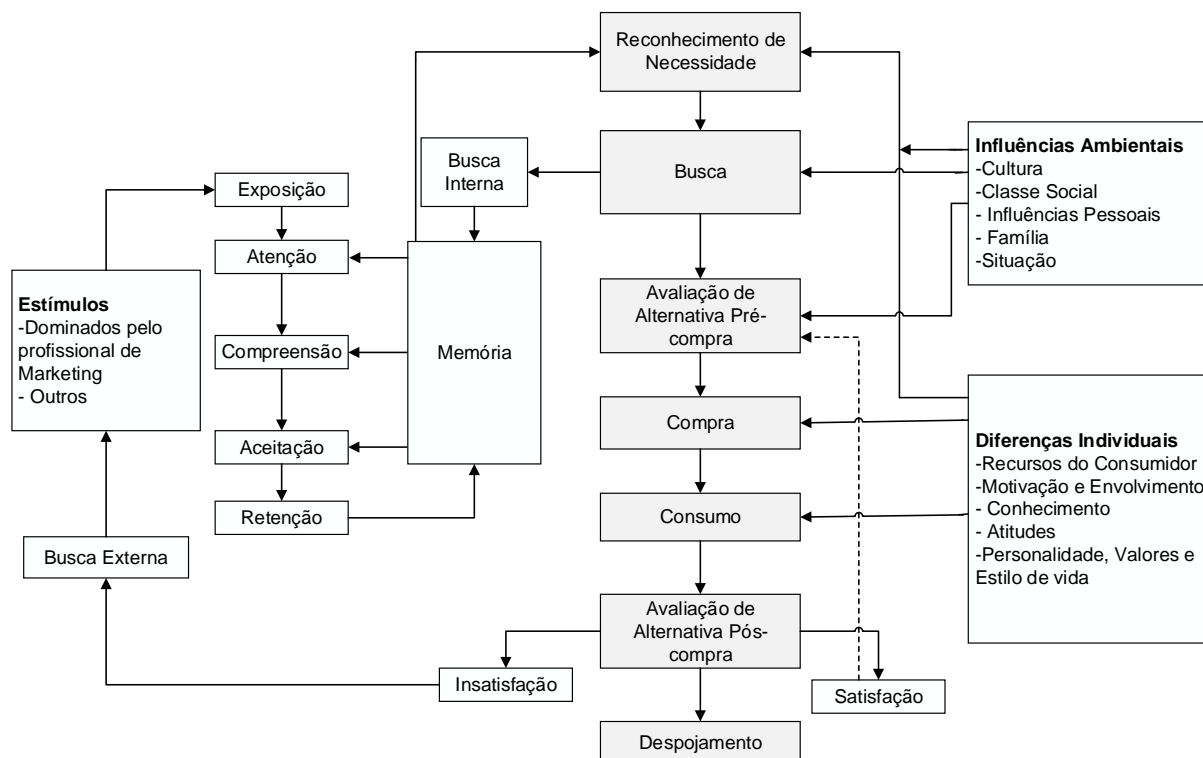 Reconhecimento de
Necessidade
Busca
Interna
Busca
Influências Ambientais
-Cultura
-Classe Social
- Influências Pessoais
- Família
-Situação
Exposição
Atenção
Estímulos
-Dominados pelo
profissional de
Marketing
- Outros
Compreensão
Memória
Avaliação de
Alternativa Pré-
compra
Compra
Aceitação
Diferenças Individuais
-Recursos do Consumidor
-Motivação e Envolvimento
- Conhecimento
- Atitudes
-Personalidade, Valores e
Estilo de vida
Retenção
Consumo
Busca Externa
Avaliação de
Alternativa Pós-
compra
Insatisfação
Satisfação
Despojamento